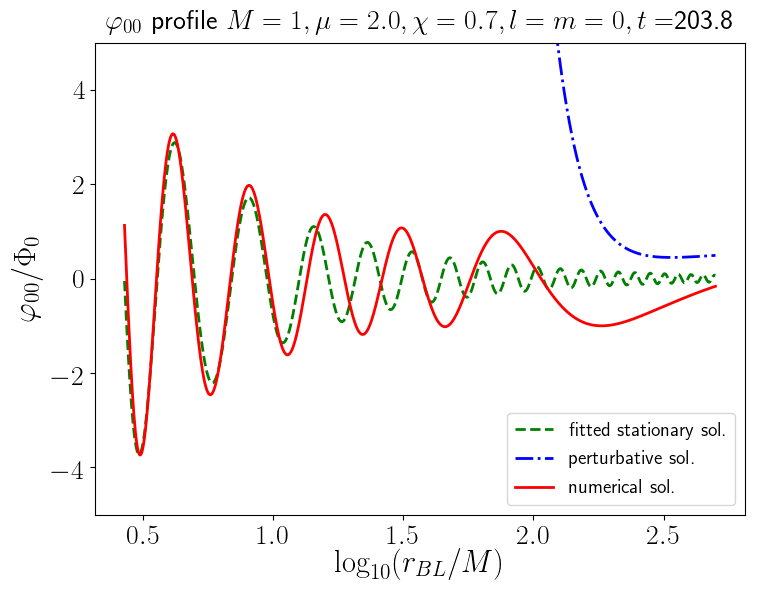 φ₀₀ profile M = 1, μ = 2.0, χ = 0.7, l = m = 0, t =203.8
φ₀₀/Φ₀
4
2
0
−2
−4
fitted stationary sol.
perturbative sol.
numerical sol.
0.5 1.0 1.5 2.0 2.5
log₁₀(r_BL/M)